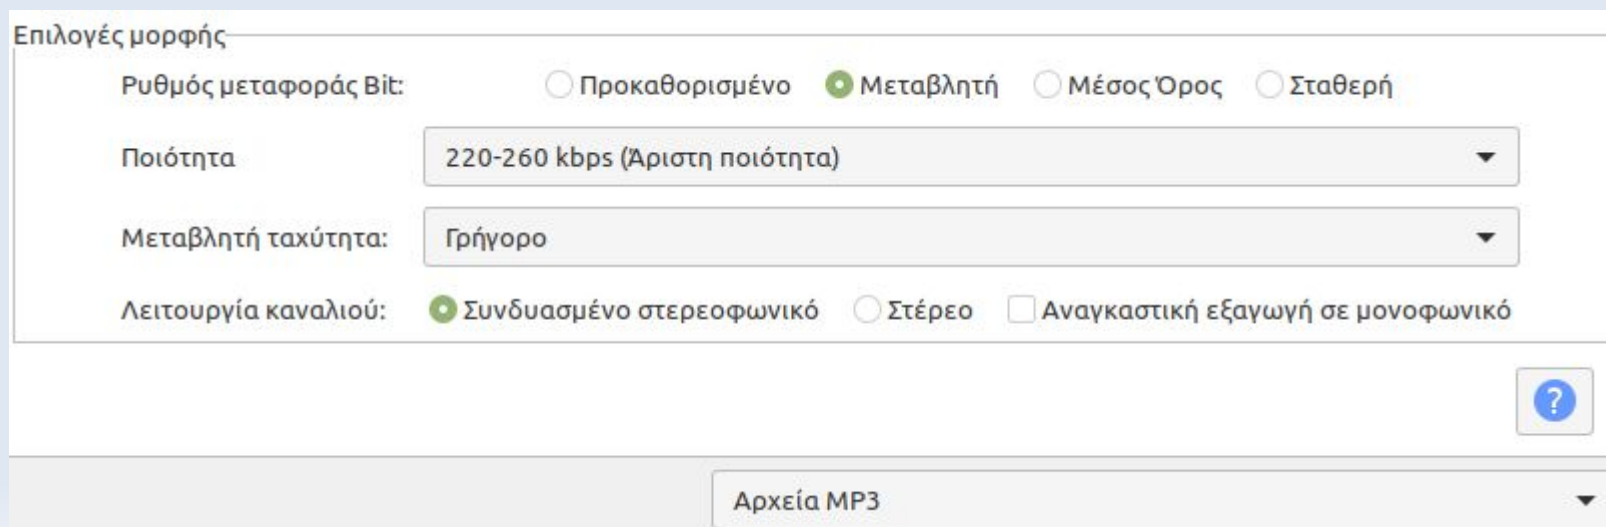 Επιλογές μορφής
Ρυθμός μεταφοράς Bit: Προκαθορισμένο Μεταβλητή Μέσος Όρος Σταθερή
Ποιότητα 220-260 kbps (Άριστη ποιότητα)
Μεταβλητή ταχύτητα: Γρήγορο
Λειτουργία καναλιού: Συνδυασμένο στερεοφωνικό Στέρεο Αναγκαστική εξαγωγή σε μονοφωνικό
?
Αρχεία MP3